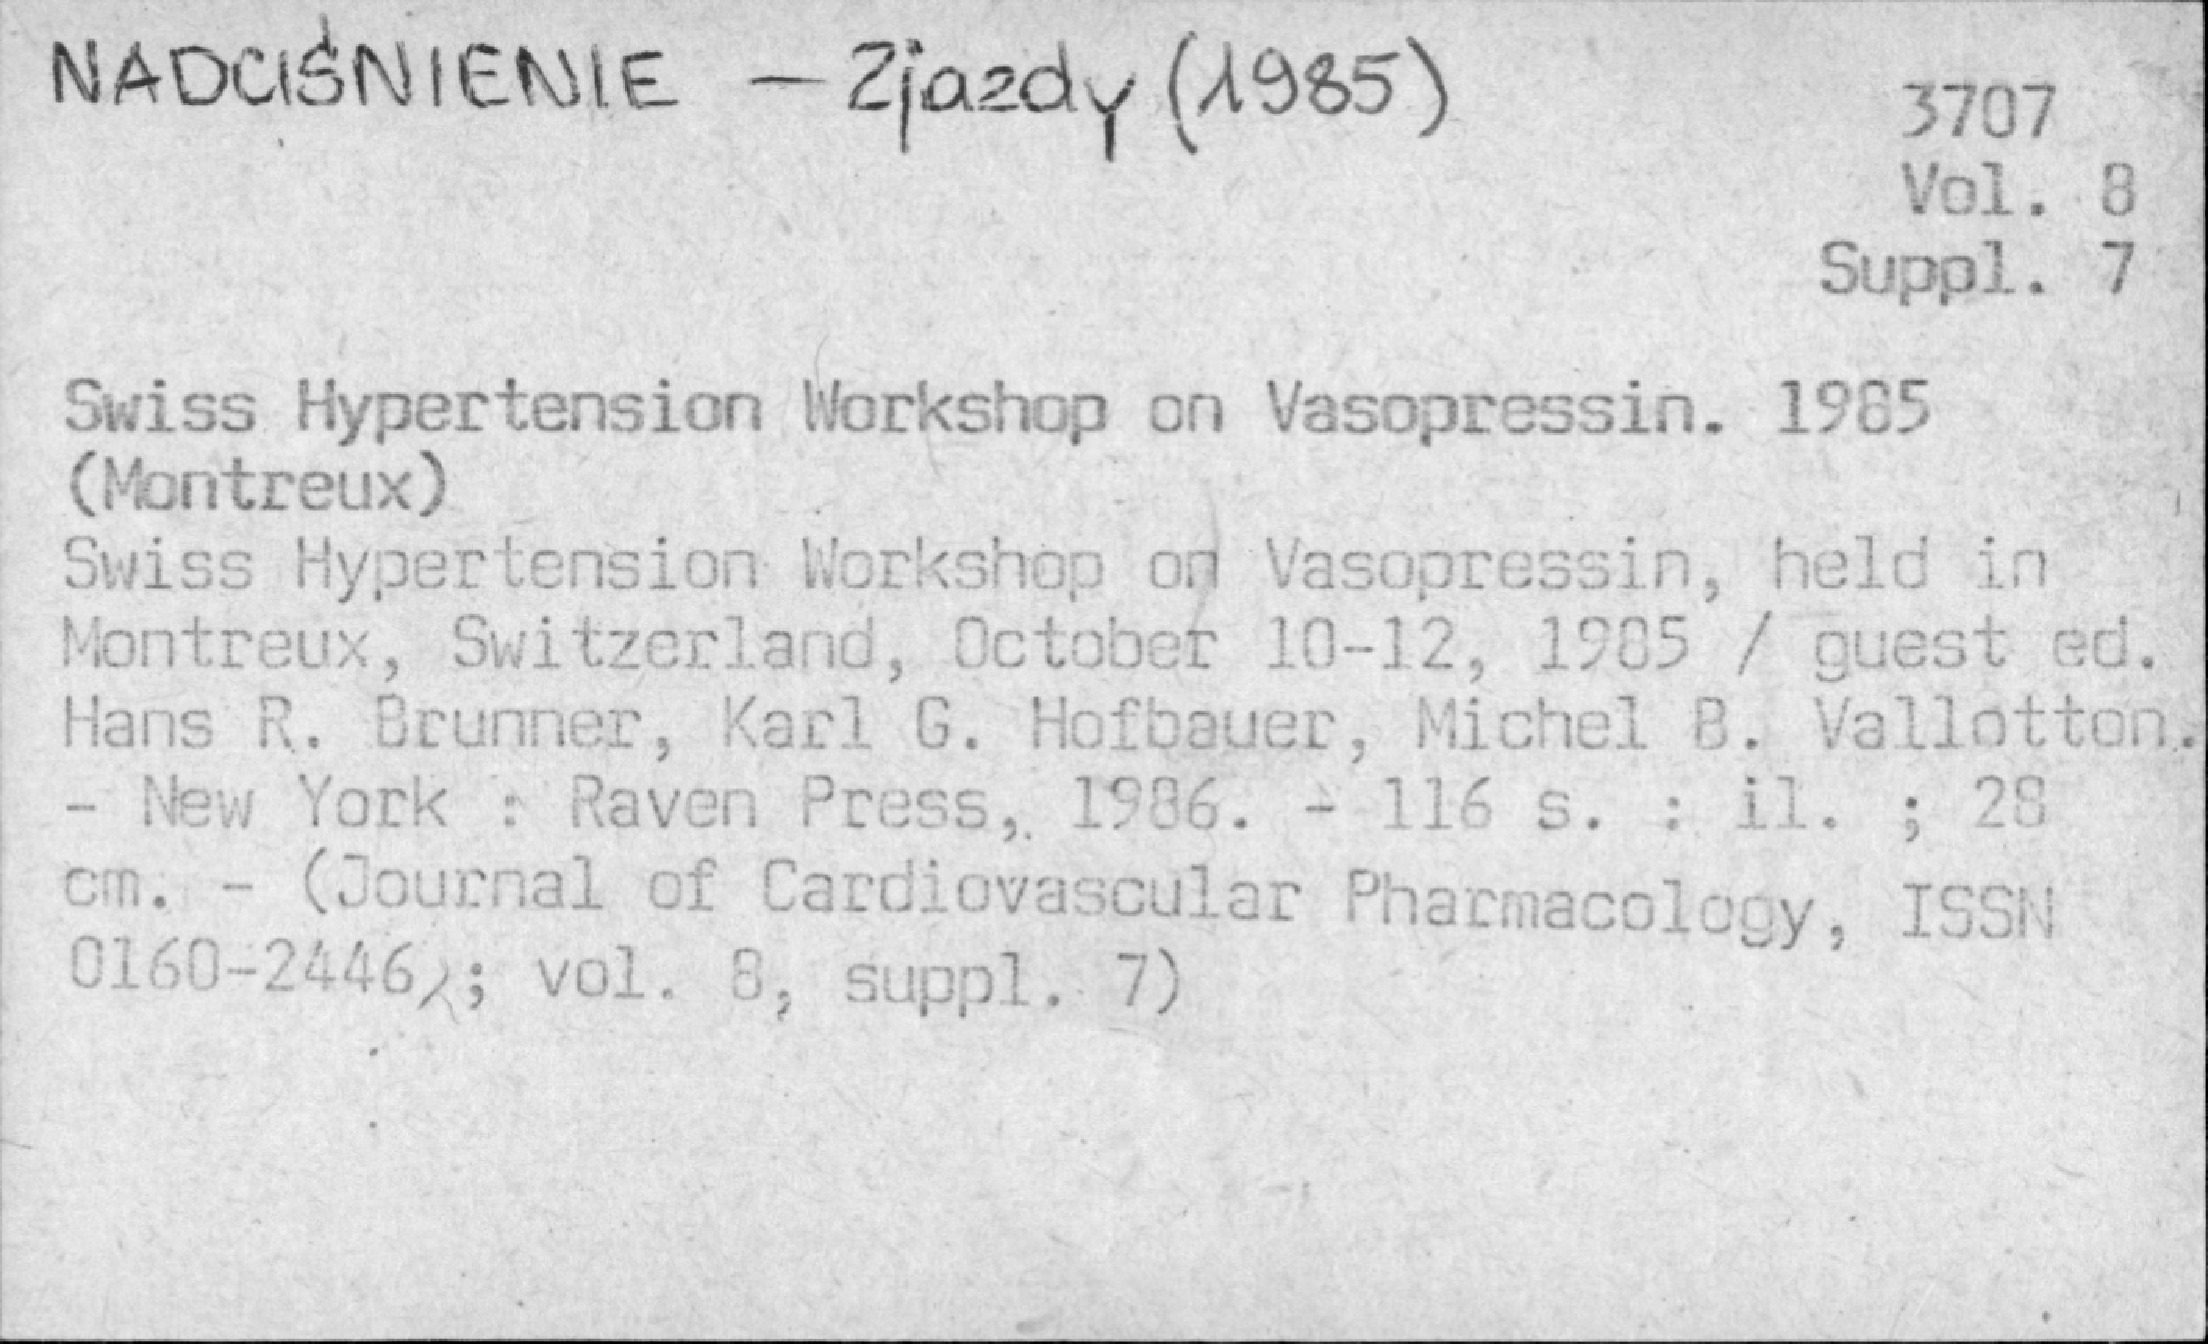 NADCIŚNIENIE — Zjazdy (1985)
3707
Vol. 8
Suppl. 7
Swiss Hypertension Workshop on Vasopressin. 1985
(Montreux)
Swiss Hypertension Workshop on Vasopressin, held in
Montreux, Switzerland, October 10-12, 1985 / guest ed.
Hans R. Brunner, Karl G. Hofbauer, Michel B. Vallotton.
- New York : Raven Press, 1986. - 116 s. : il. ; 28
cm. - (Journal of Cardiovascular Pharmacology, ISSN
0160-2446 ; vol. 8, suppl. 7)